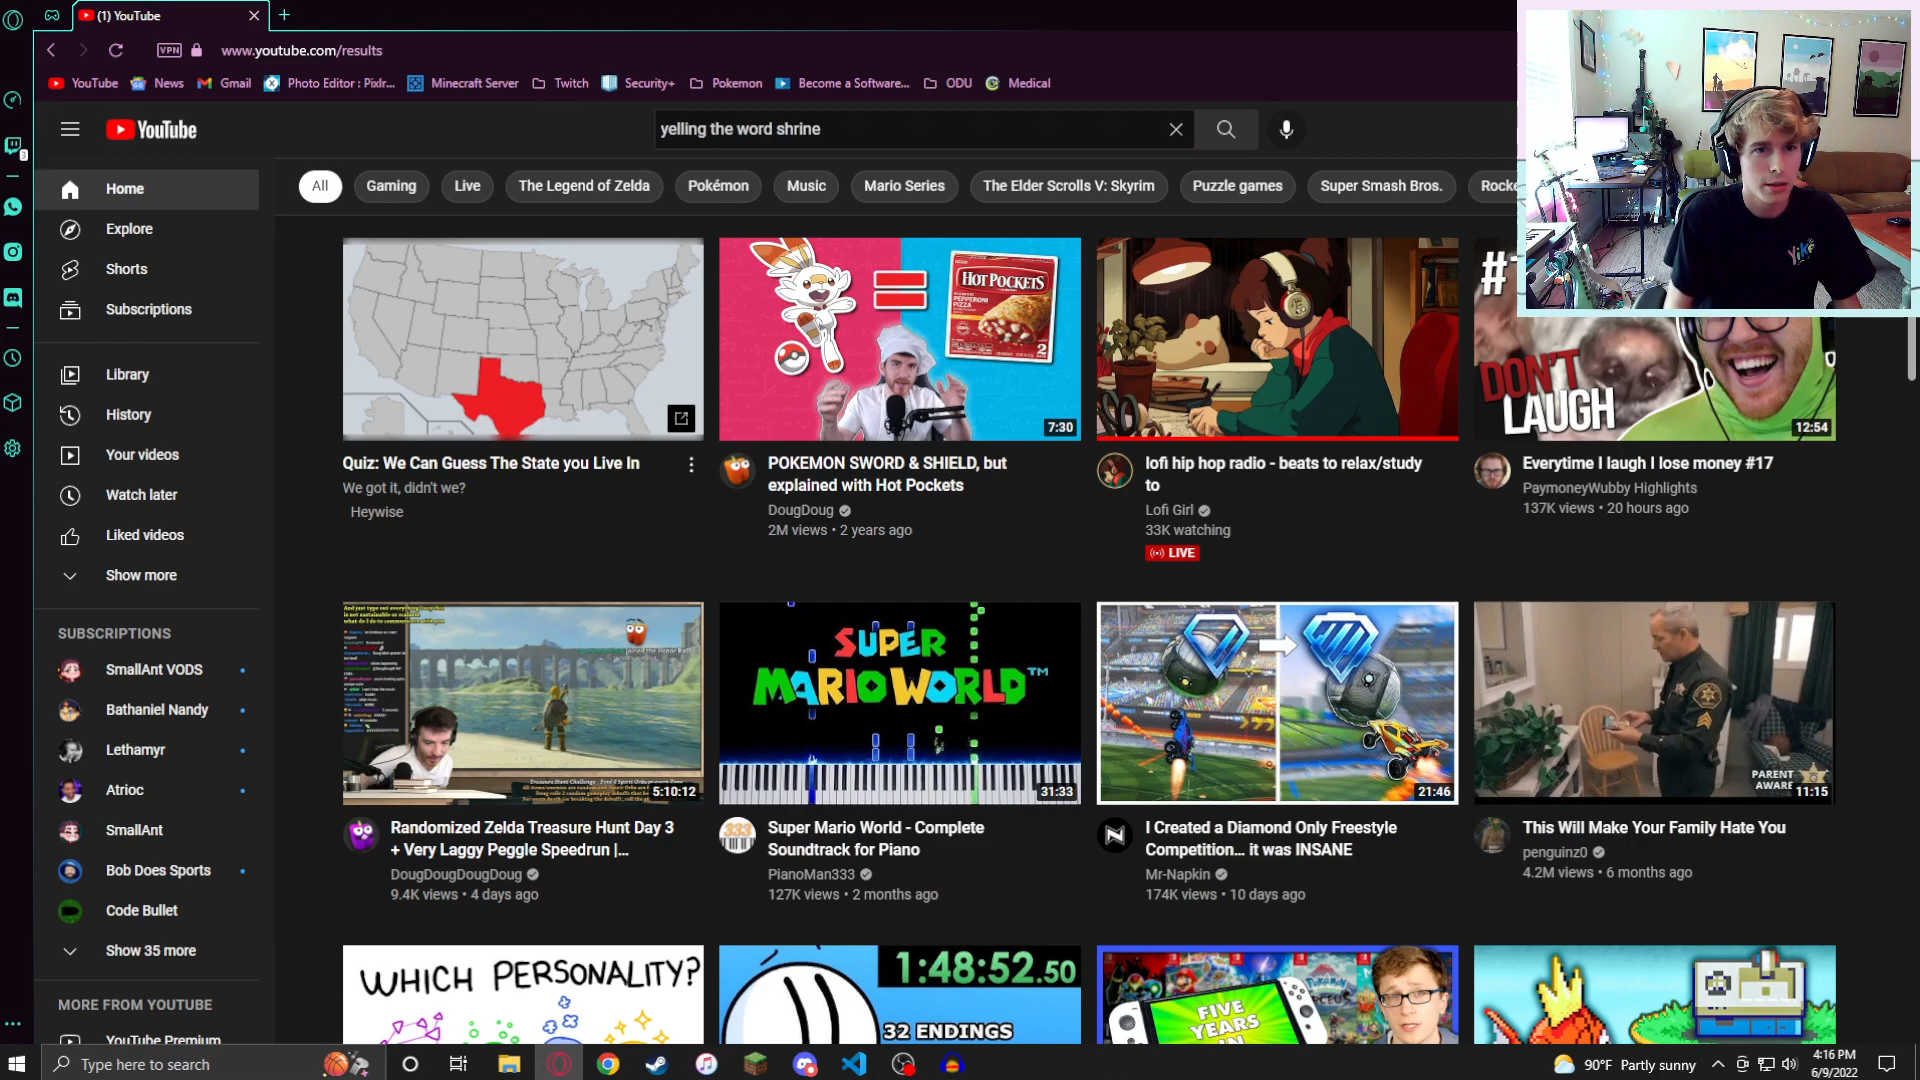 (1) YouTube
VPN
www.youtube.com/results
YouTube
News
Gmail
Photo Editor : Pixlr...
Minecraft Server
Twitch
Security+
Pokemon
Become a Software...
ODU
Medical
YouTube
yelling the word shrine
All
Gaming
Live
The Legend of Zelda
Pokémon
Music
Mario Series
The Elder Scrolls V: Skyrim
Puzzle games
Super Smash Bros.
Rocke
Home
Explore
Shorts
Subscriptions
Library
History
Your videos
Watch later
Liked videos
Show more
SUBSCRIPTIONS
SmallAnt VODS
Bathaniel Nandy
Lethamyr
Atrioc
SmallAnt
Bob Does Sports
Code Bullet
Show 35 more
MORE FROM YOUTUBE
YouTube Premium
Quiz: We Can Guess The State you Live In
We got it, didn't we?
Heywise
HOT POCKETS
PEPPERONI
PIZZA
2
7:30
POKEMON SWORD & SHIELD, but
explained with Hot Pockets
DougDoug
2M views • 2 years ago
lofi hip hop radio - beats to relax/study
to
Lofi Girl
33K watching
LIVE
DON'T
LAUGH
12:54
Everytime I laugh I lose money #17
PaymoneyWubby Highlights
137K views • 20 hours ago
5:10:12
Randomized Zelda Treasure Hunt Day 3
+ Very Laggy Peggle Speedrun |...
DougDougDougDoug
9.4K views • 4 days ago
SUPER
MARIO WORLD™
31:33
333
Super Mario World - Complete
Soundtrack for Piano
PianoMan333
127K views • 2 months ago
21:46
I Created a Diamond Only Freestyle
Competition... it was INSANE
Mr-Napkin
174K views • 10 days ago
PARENT
AWARE
11:15
This Will Make Your Family Hate You
penguinz0
4.2M views • 6 months ago
WHICH PERSONALITY?
1:48:52.50
32 ENDINGS
FIVE
YEARS
IN
Type here to search
90°F Partly sunny
4:16 PM
6/9/2022